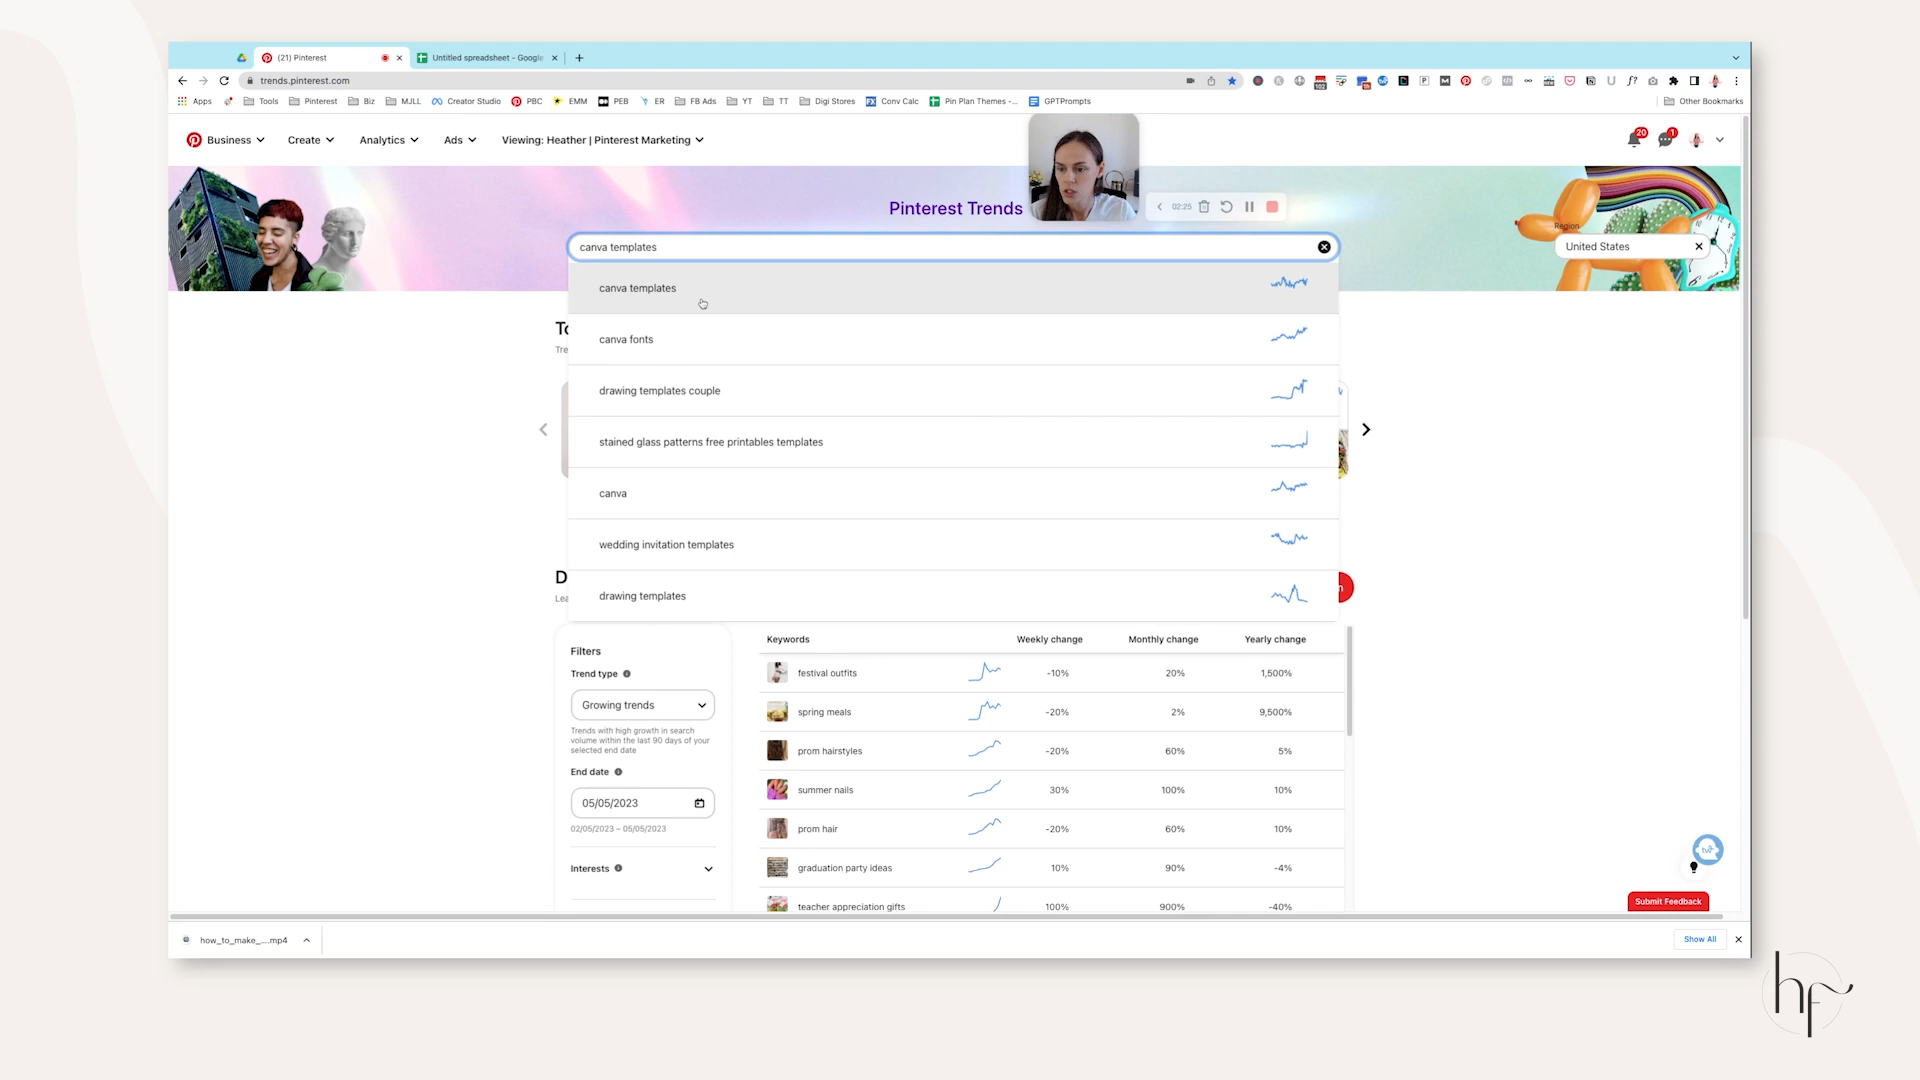 (21) Pinterest
Untitled spreadsheet - Google
trends.pinterest.com
Apps Tools Pinterest Biz MJLL Creator Studio PBC EMM PEB ER FB Ads YT TT Digi Stores Conv Calc Pin Plan Themes -... GPTPrompts Other Bookmarks
Business Create Analytics Ads Viewing: Heather | Pinterest Marketing 20 1
Pinterest Trends
02:25
Region
canva templates
United States
canva templates
canva fonts
drawing templates couple
stained glass patterns free printables templates
canva
wedding invitation templates
drawing templates
Filters
Trend type
Growing trends
Trends with high growth in search
volume within the last 90 days of your
selected end date
End date
05/05/2023
02/05/2023 – 05/05/2023
Interests
Keywords Weekly change Monthly change Yearly change
festival outfits -10% 20% 1,500%
spring meals -20% 2% 9,500%
prom hairstyles -20% 60% 5%
summer nails 30% 100% 10%
prom hair -20% 60% 10%
graduation party ideas 10% 90% -4%
teacher appreciation gifts 100% 900% -40%
Submit Feedback
how_to_make_....mp4
Show All
hf